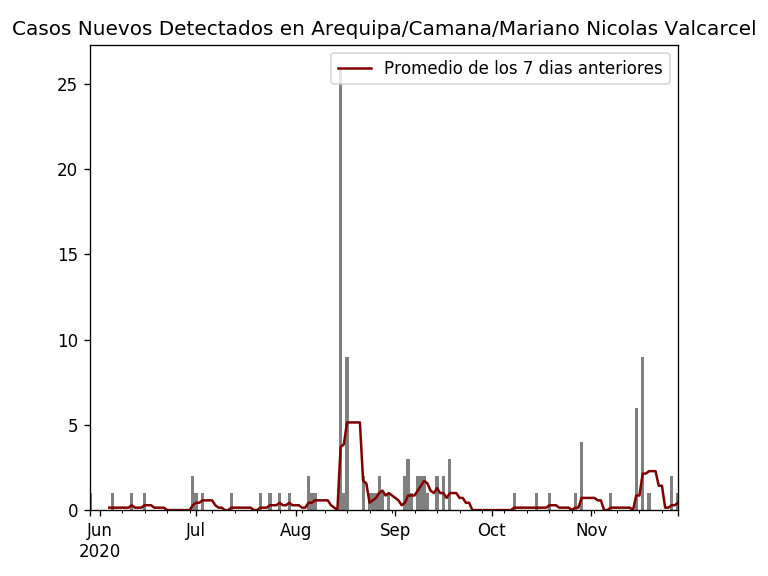 Casos Nuevos Detectados en Arequipa/Camana/Mariano Nicolas Valcarcel
Promedio de los 7 dias anteriores
25
20
15
10
5
0
Jun Jul Aug Sep Oct Nov
2020